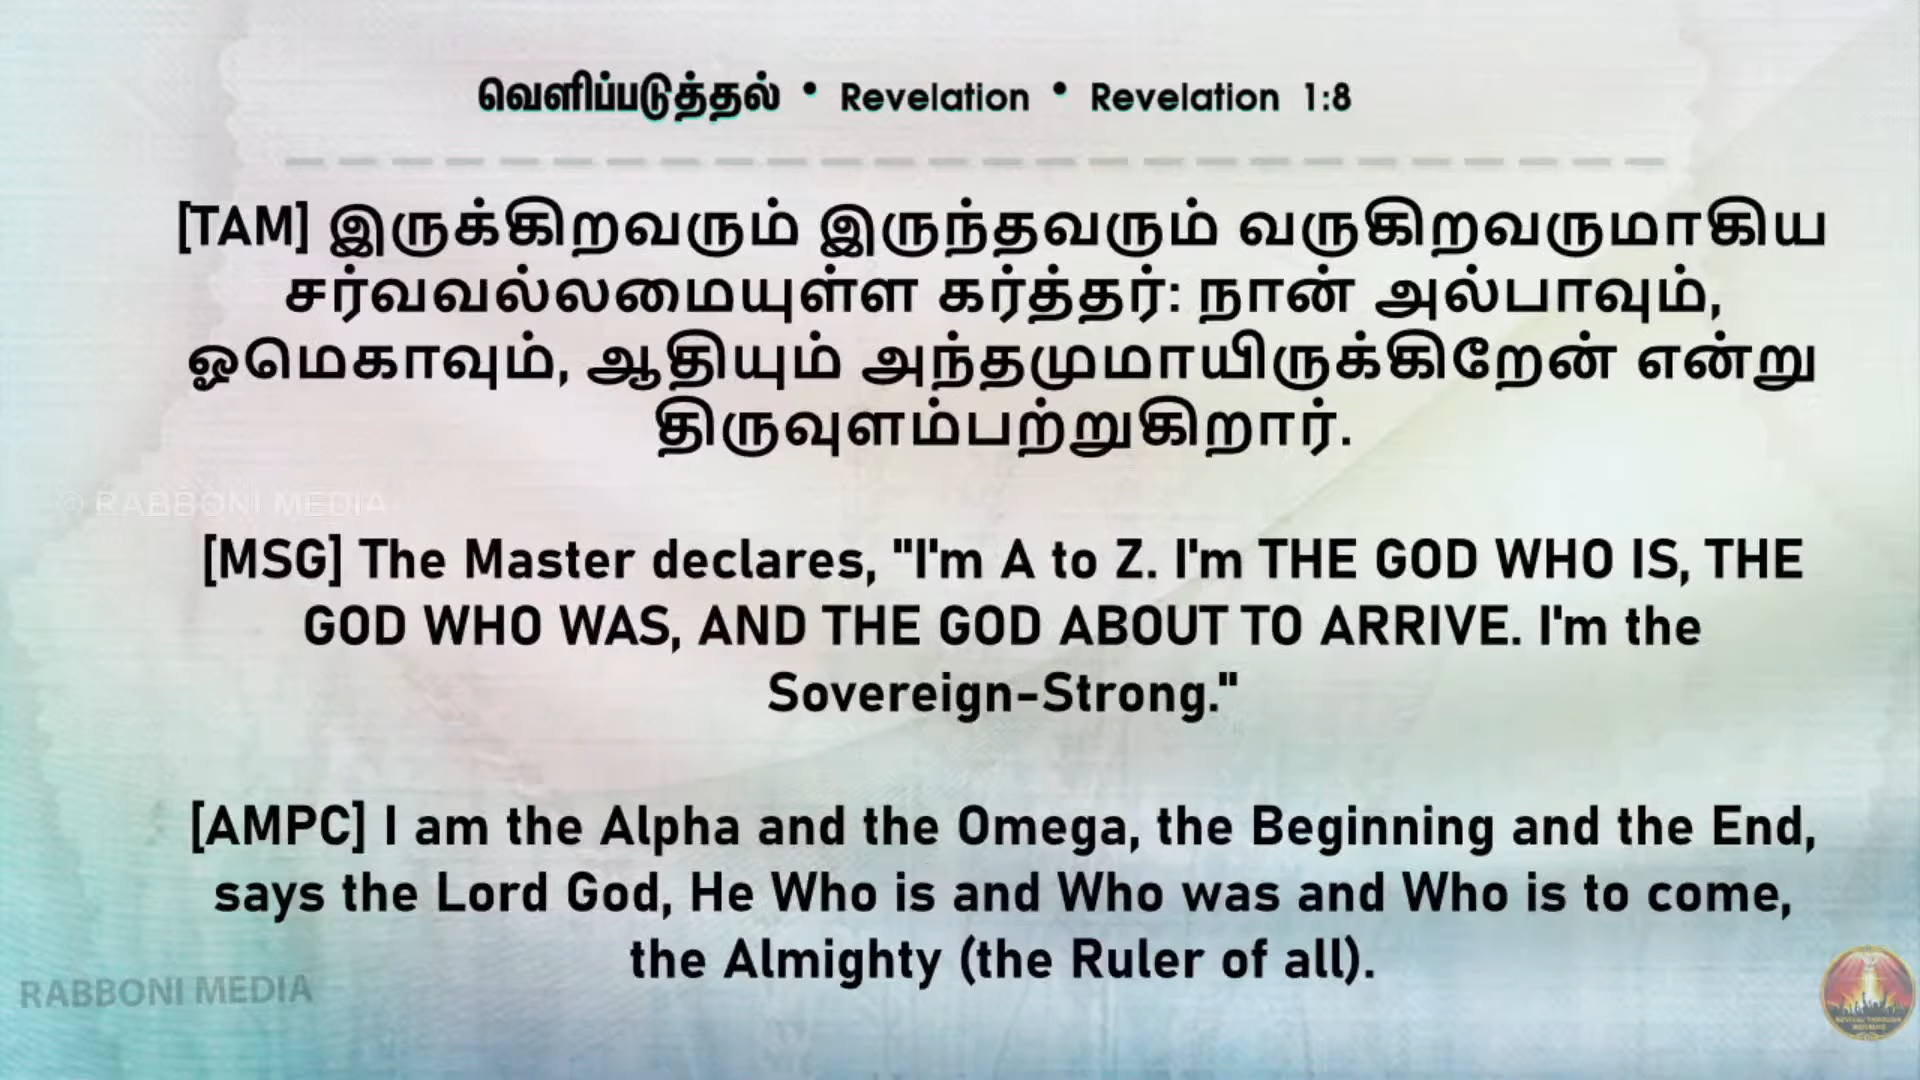 வெளிப்படுத்தல் • Revelation • Revelation 1:8
[TAM] இருக்கிறவரும் இருந்தவரும் வருகிறவருமாகிய
சர்வவல்லமையுள்ள கர்த்தர்: நான் அல்பாவும்,
ஓமெகாவும், ஆதியும் அந்தமுமாயிருக்கிறேன் என்று
திருவுளம்பற்றுகிறார்.
© RABBONI MEDIA
[MSG] The Master declares, "I'm A to Z. I'm THE GOD WHO IS, THE
GOD WHO WAS, AND THE GOD ABOUT TO ARRIVE. I'm the
Sovereign-Strong."
[AMPC] I am the Alpha and the Omega, the Beginning and the End,
says the Lord God, He Who is and Who was and Who is to come,
the Almighty (the Ruler of all).
RABBONI MEDIA